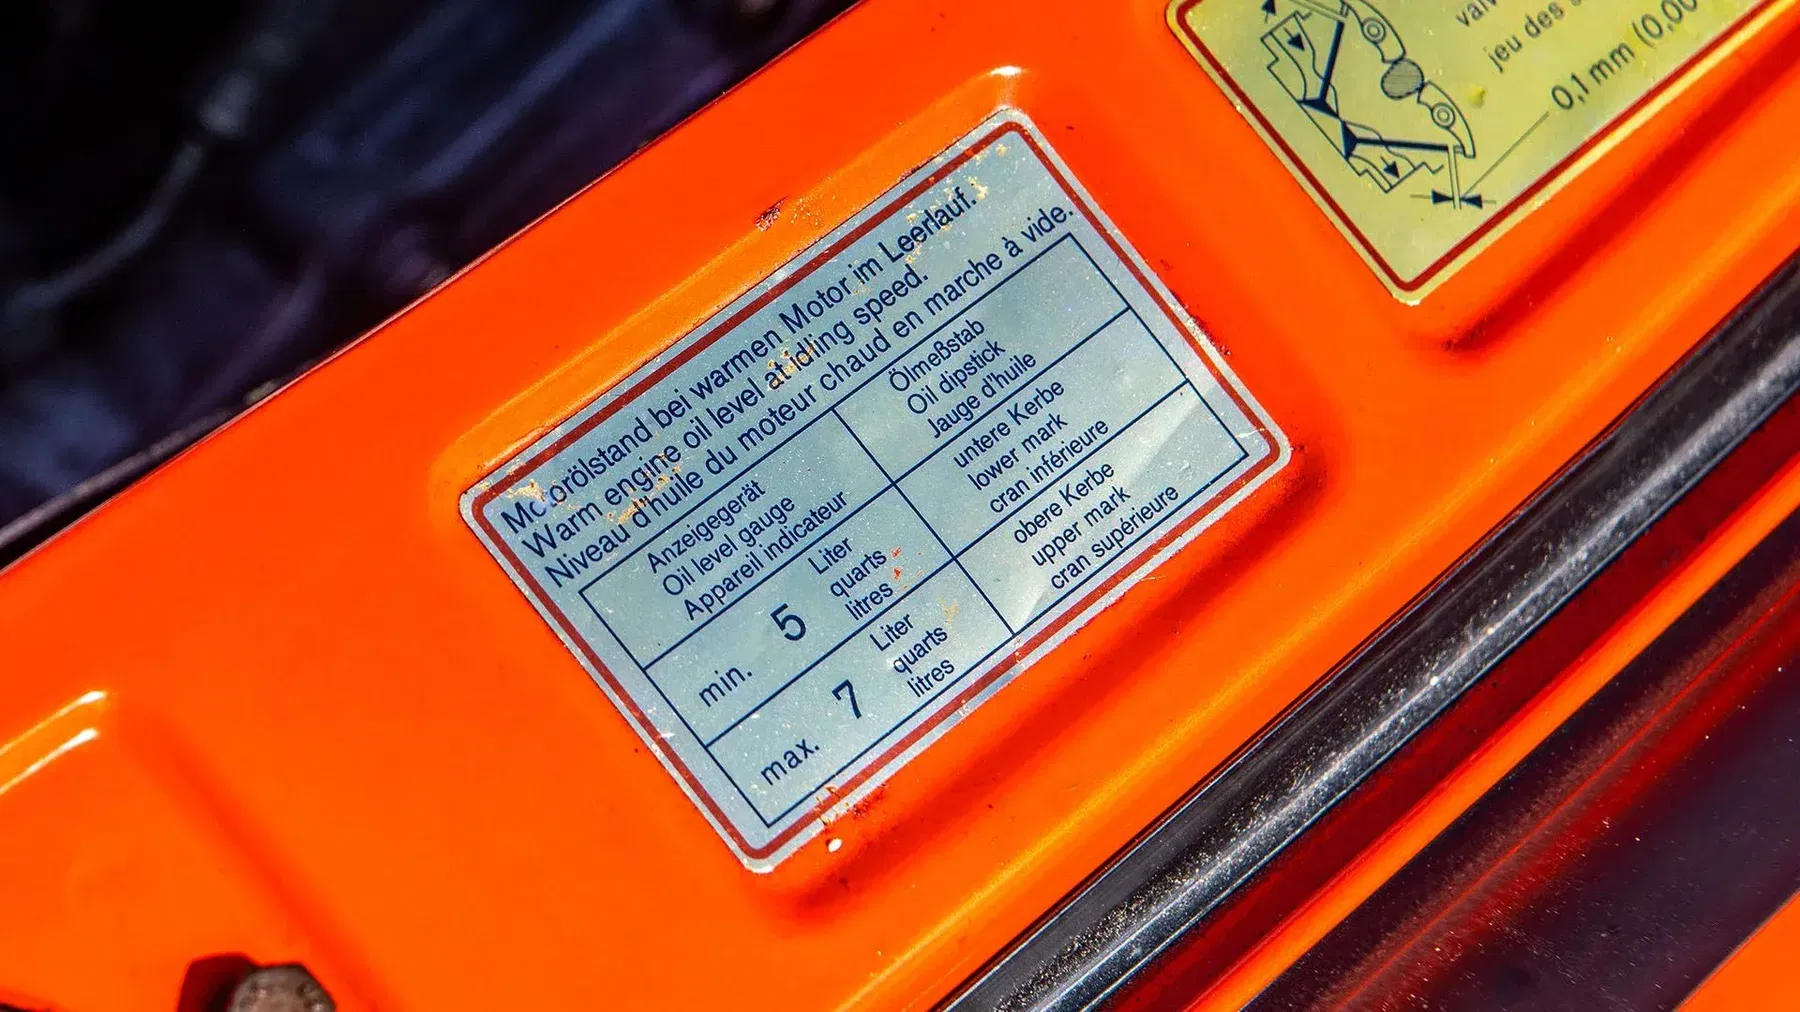 Motorölstand bei warmen Motor im Leerlauf.
Warm engine oil level at idling speed.
Niveau d'huile du moteur chaud en marche à vide.
Anzeigegerät
Oil level gauge
Appareil indicateur
Ölmeßstab
Oil dipstick
Jauge d'huile
min. 5 Liter
quarts
litres
untere Kerbe
lower mark
cran inférieure
max. 7 Liter
quarts
litres
obere Kerbe
upper mark
cran supérieure
jeu des
0,1 mm